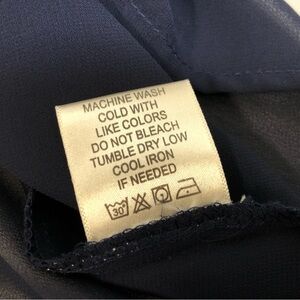 MACHINE WASH
COLD WITH
LIKE COLORS
DO NOT BLEACH
TUMBLE DRY LOW
COOL IRON
IF NEEDED
30